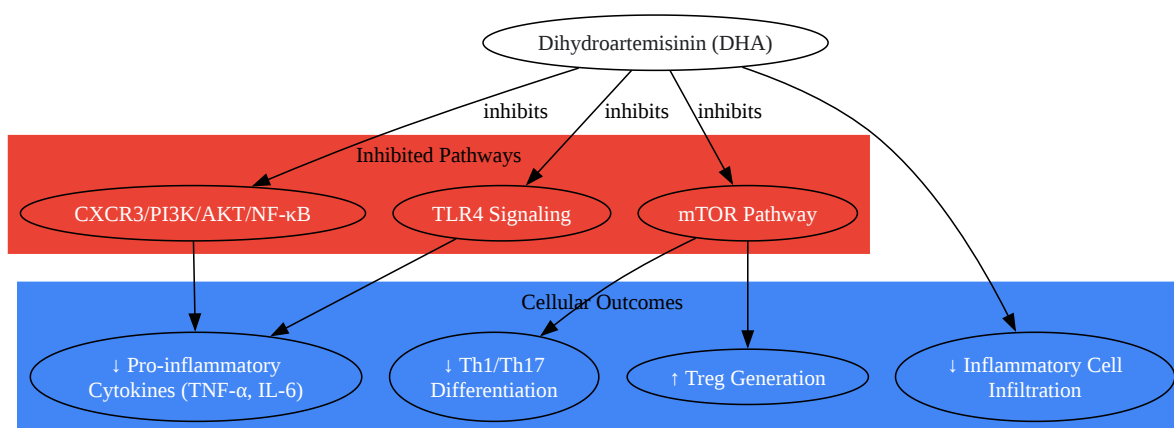 Dihydroartemisinin (DHA)
inhibits
inhibits
inhibits
Inhibited Pathways
CXCR3/PI3K/AKT/NF-κB
TLR4 Signaling
mTOR Pathway
Cellular Outcomes
↓ Pro-inflammatory
Cytokines (TNF-α, IL-6)
↓ Th1/Th17
Differentiation
↑ Treg Generation
↓ Inflammatory Cell
Infiltration